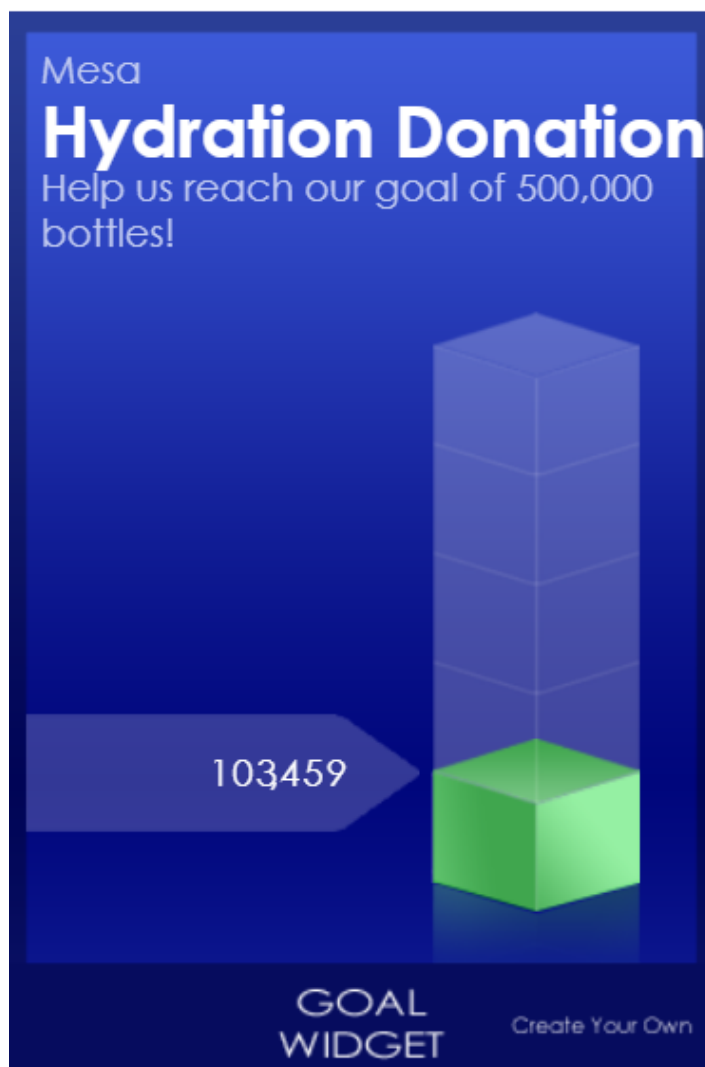 Mesa
Hydration Donation
Help us reach our goal of 500,000
bottles!
103,459
GOAL
WIDGET
Create Your Own